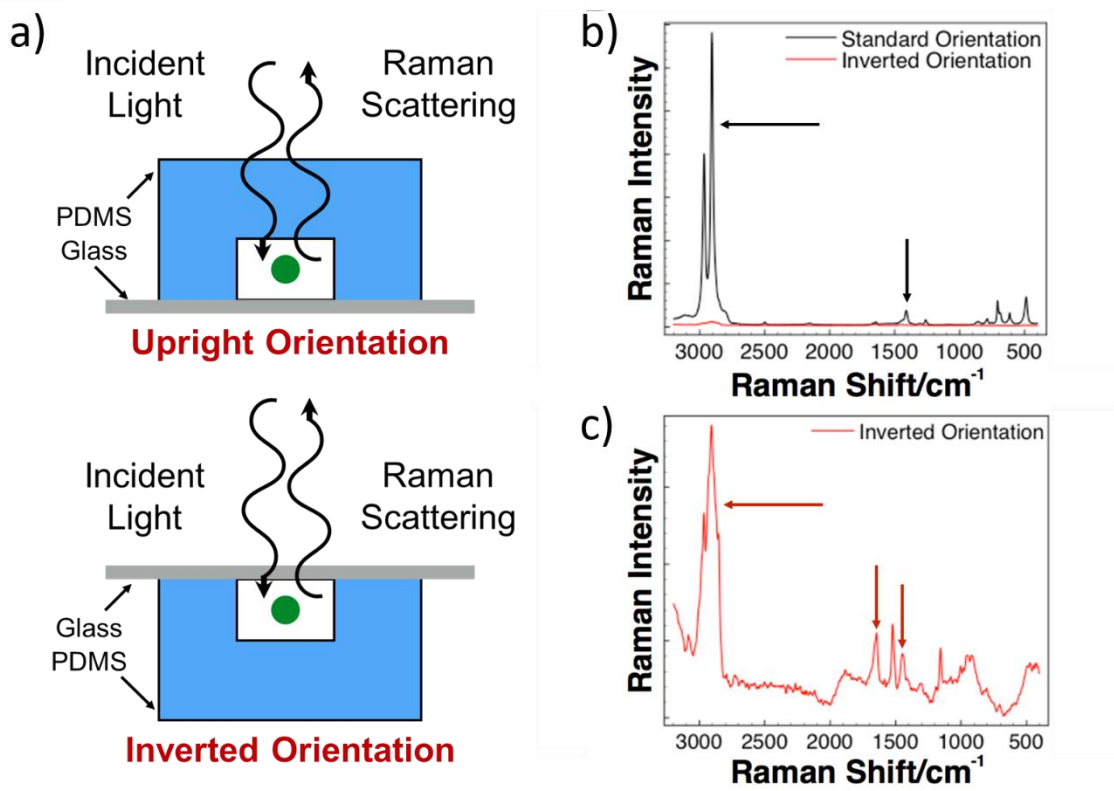 a)
Incident
Light
Raman
Scattering
PDMS
Glass
Upright Orientation
Incident
Light
Raman
Scattering
Glass
PDMS
Inverted Orientation
b)
Standard Orientation
Inverted Orientation
Raman Intensity
3000 2500 2000 1500 1000 500
Raman Shift/cm-1
c)
Inverted Orientation
Raman Intensity
3000 2500 2000 1500 1000 500
Raman Shift/cm-1